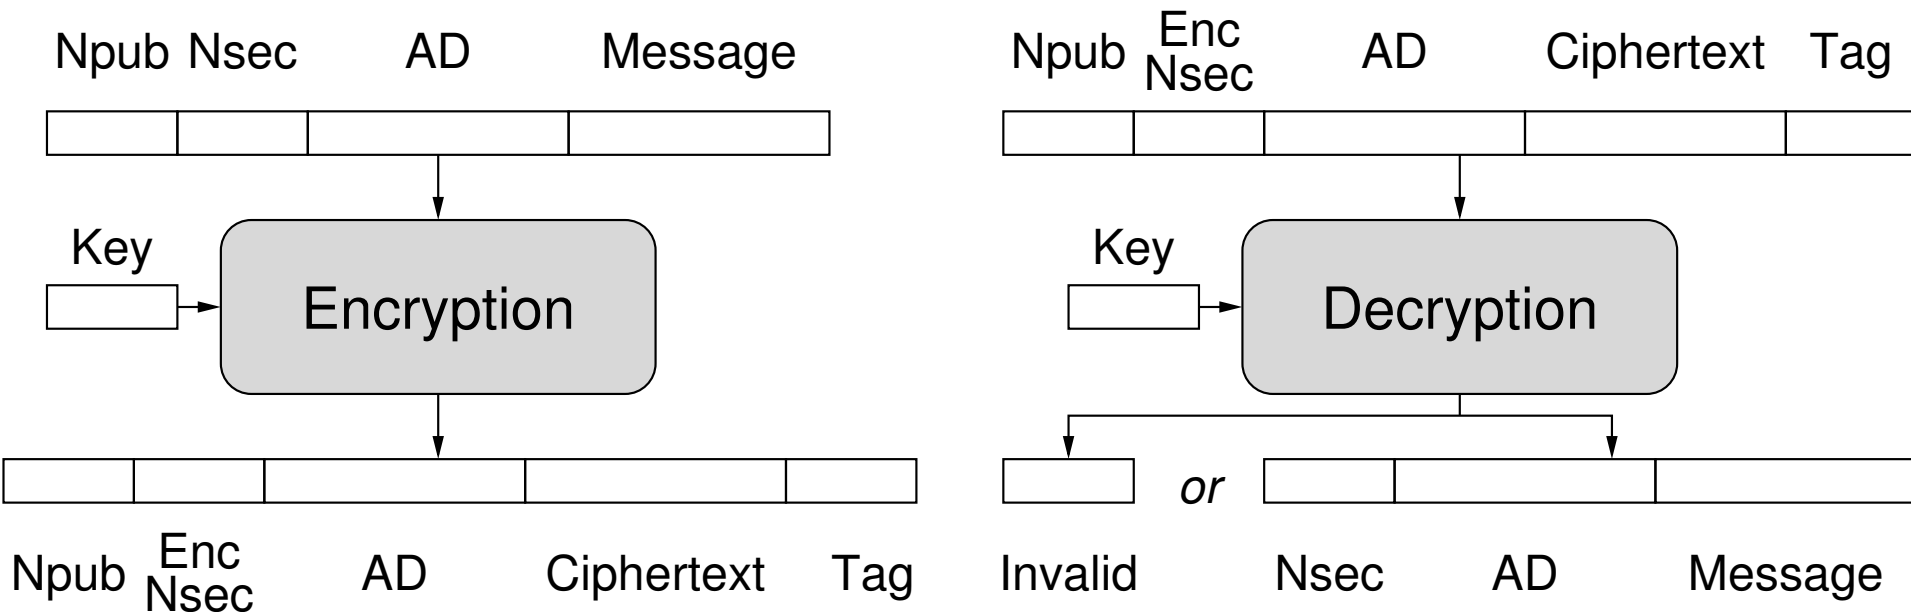 Npub Nsec AD Message
Key
Encryption
Npub Enc Nsec AD Ciphertext Tag
Npub Enc Nsec AD Ciphertext Tag
Key
Decryption
or
Invalid Nsec AD Message